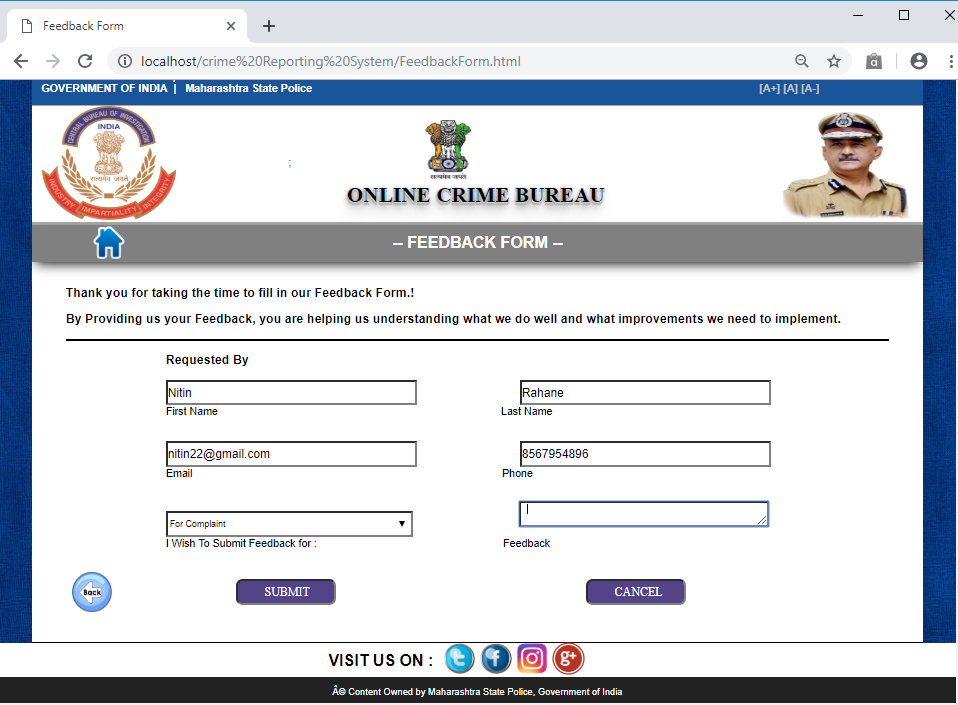 Feedback Form
localhost/crime%20Reporting%20System/FeedbackForm.html
GOVERNMENT OF INDIA | Maharashtra State Police [A+] [A] [A-]
CENTRAL BUREAU OF INVESTIGATION
INDIA
सत्यमेव जयते
INDUSTRY IMPARTIALITY INTEGRITY
;
सत्यमेव जयते
ONLINE CRIME BUREAU
-- FEEDBACK FORM --
Thank you for taking the time to fill in our Feedback Form.!
By Providing us your Feedback, you are helping us understanding what we do well and what improvements we need to implement.
Requested By
Nitin Rahane
First Name Last Name
nitin22@gmail.com 8567954896
Email Phone
For Complaint
I Wish To Submit Feedback for : Feedback
Back SUBMIT CANCEL
VISIT US ON :
g+
Â© Content Owned by Maharashtra State Police, Government of India